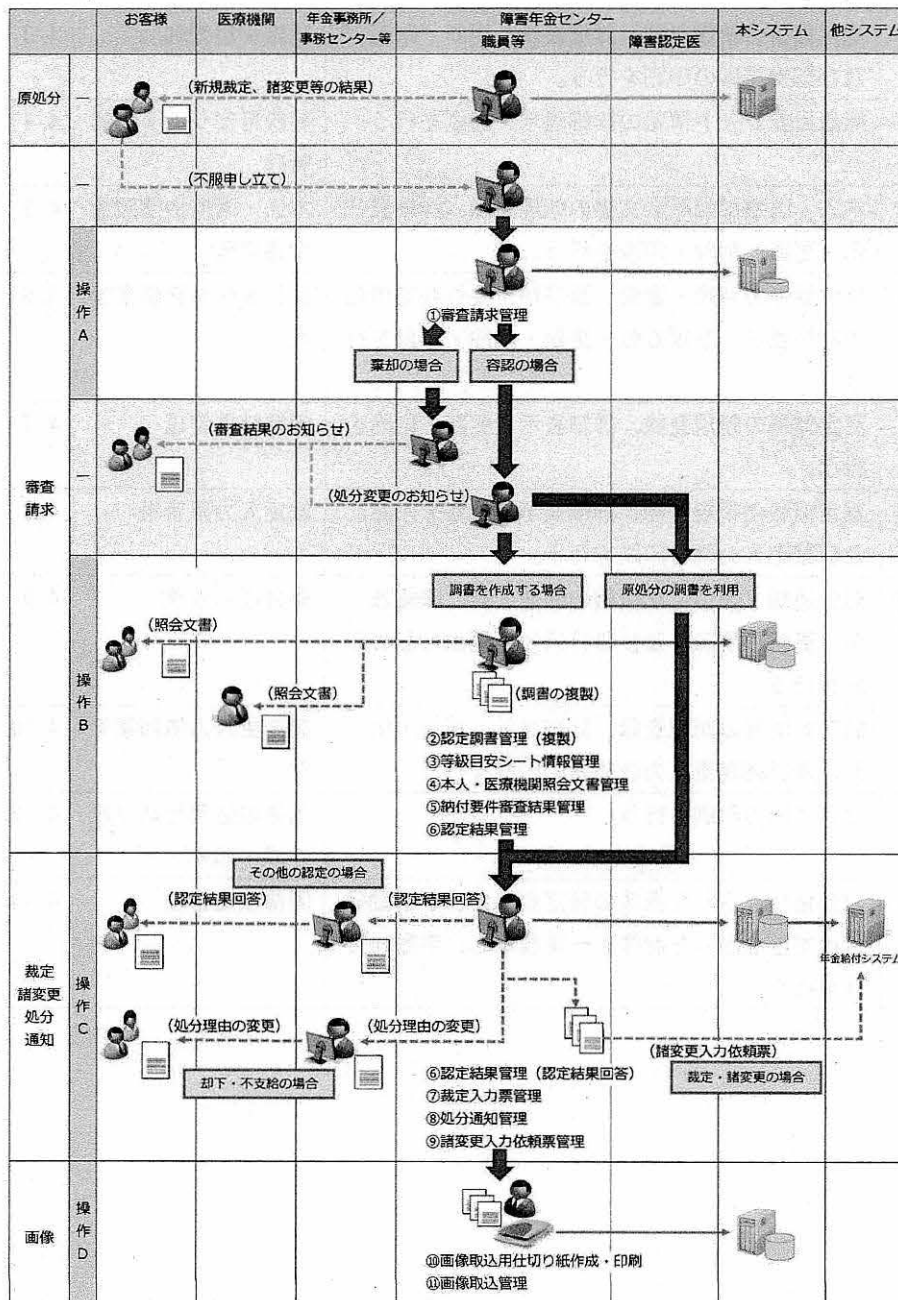 お客様
医療機関
年金事務所／
事務センター等
障害年金センター
職員等
障害認定医
本システム
他システム
原処分
―
(新規裁定、諸変更等の結果)
審査
請求
―
(不服申し立て)
操作A
①審査請求管理
棄却の場合
容認の場合
―
(審査結果のお知らせ)
(処分変更のお知らせ)
操作B
調書を作成する場合
原処分の調書を利用
(照会文書)
(照会文書)
(調書の複製)
②認定調書管理（複製）
③等級目安シート情報管理
④本人・医療機関照会文書管理
⑤納付要件審査結果管理
⑥認定結果管理
裁定
諸変更
処分
通知
操作C
その他の認定の場合
(認定結果回答)
(認定結果回答)
年金給付システム
(処分理由の変更)
(処分理由の変更)
(諸変更入力依頼票)
却下・不支給の場合
裁定・諸変更の場合
⑥認定結果管理（認定結果回答）
⑦裁定入力票管理
⑧処分通知管理
⑨諸変更入力依頼票管理
画像
操作D
⑩画像取込用仕切り紙作成・印刷
⑪画像取込管理